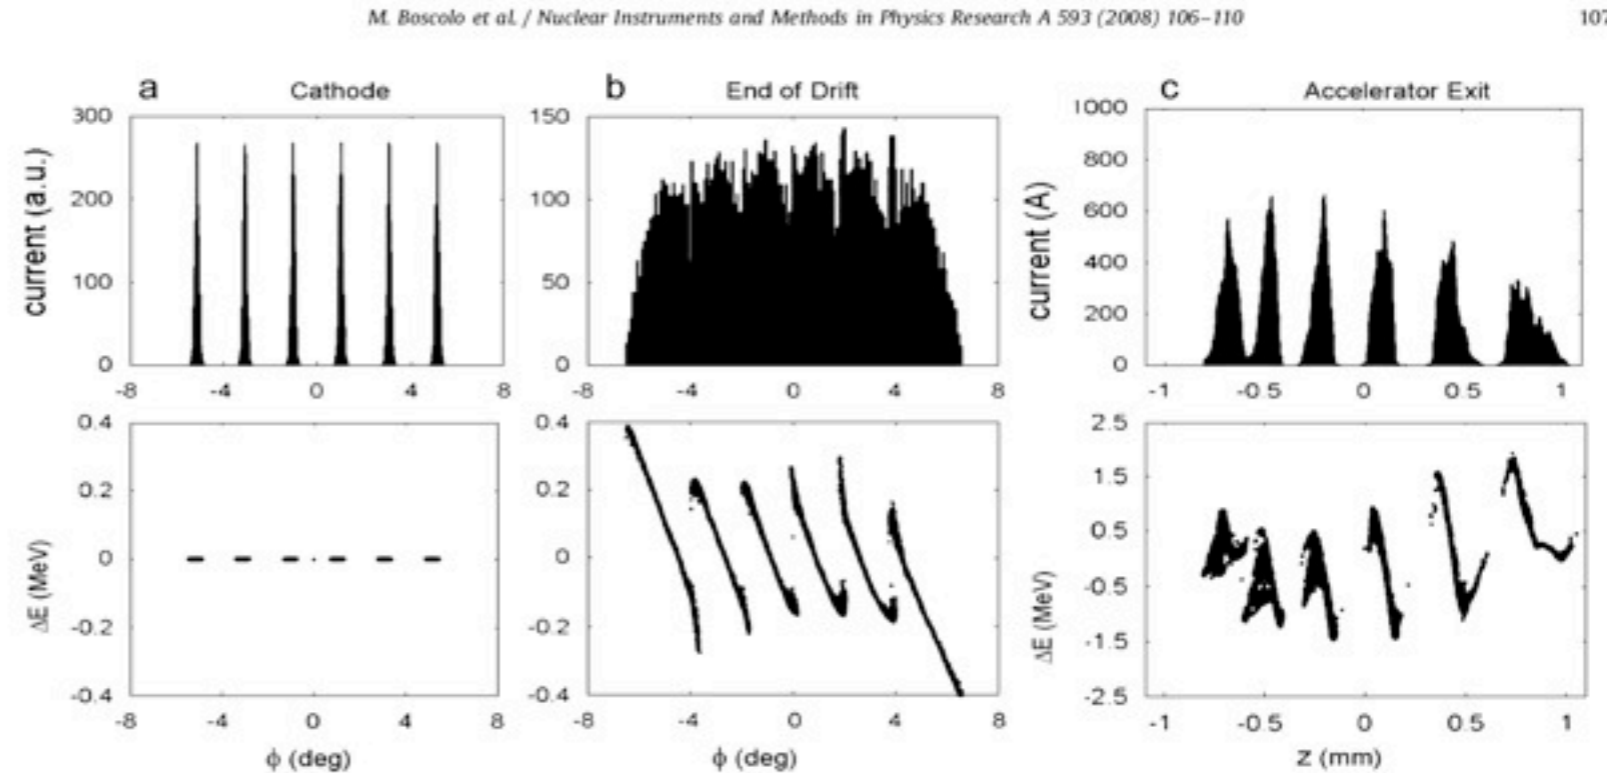 M. Boscolo et al. / Nuclear Instruments and Methods in Physics Research A 593 (2008) 106–110
107
a
Cathode
b
End of Drift
c
Accelerator Exit
300
200
100
0
current (a.u.)
-8 -4 0 4 8
150
100
50
0
-8 -4 0 4 8
1000
800
600
400
200
0
current (A)
-1 -0.5 0 0.5 1
0.4
0.2
0
-0.2
-0.4
ΔE (MeV)
-8 -4 0 4 8
ϕ (deg)
0.4
0.2
0
-0.2
-0.4
-8 -4 0 4 8
ϕ (deg)
2.5
1.5
0.5
-0.5
-1.5
-2.5
ΔE (MeV)
-1 -0.5 0 0.5 1
z (mm)